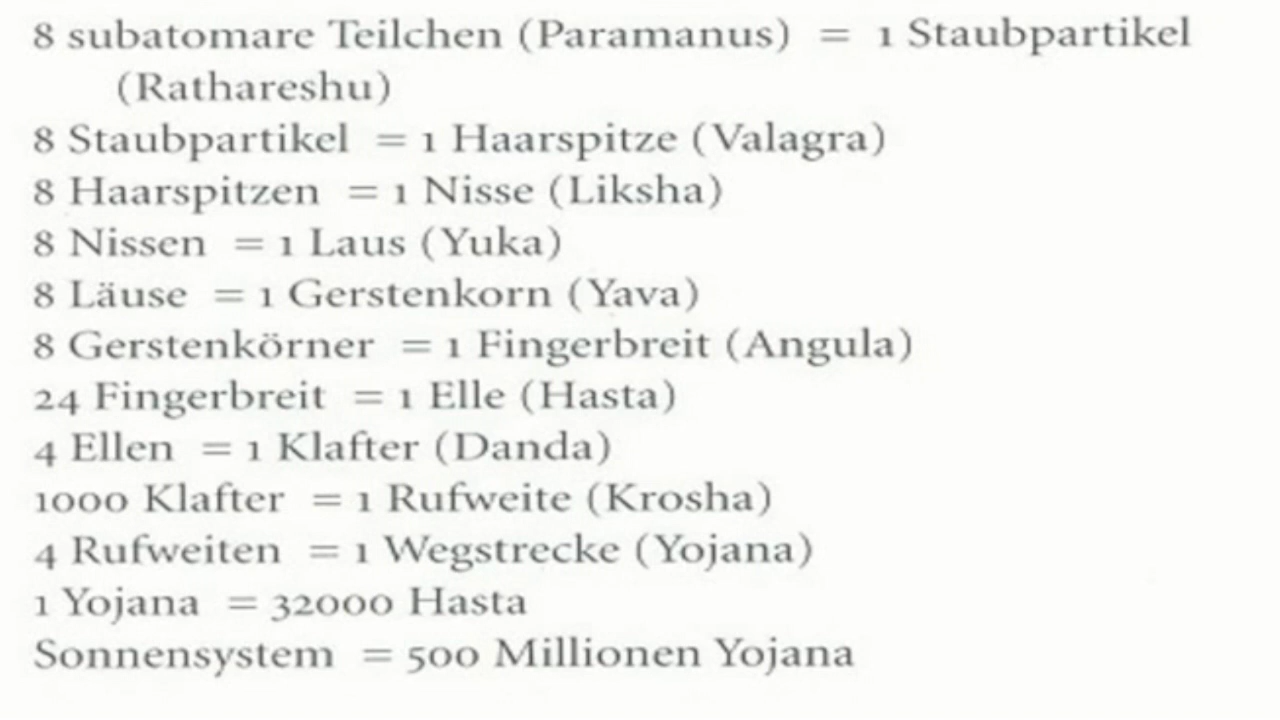 8 subatomare Teilchen (Paramanus) = 1 Staubpartikel
(Rathareshu)
8 Staubpartikel = 1 Haarspitze (Valagra)
8 Haarspitzen = 1 Nisse (Liksha)
8 Nissen = 1 Laus (Yuka)
8 Läuse = 1 Gerstenkorn (Yava)
8 Gerstenkörner = 1 Fingerbreit (Angula)
24 Fingerbreit = 1 Elle (Hasta)
4 Ellen = 1 Klafter (Danda)
1000 Klafter = 1 Rufweite (Krosha)
4 Rufweiten = 1 Wegstrecke (Yojana)
1 Yojana = 32000 Hasta
Sonnensystem = 500 Millionen Yojana